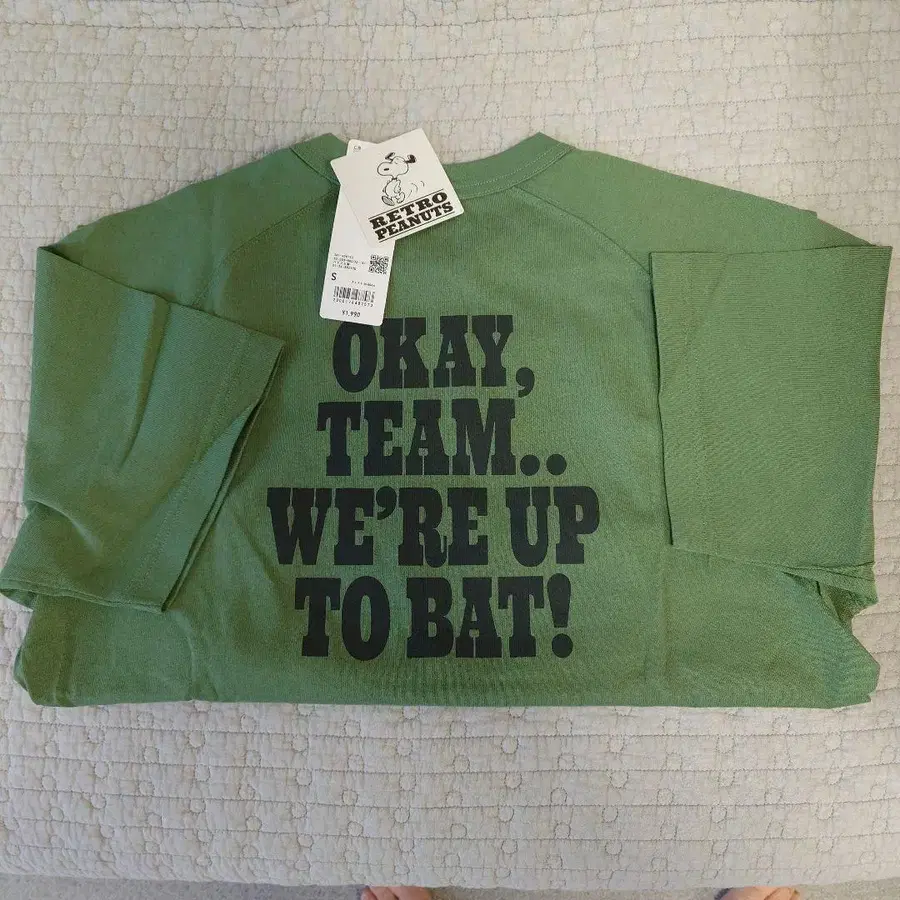 RETRO
PEANUTS
S
¥1,990
OKAY,
TEAM..
WE'RE UP
TO BAT!